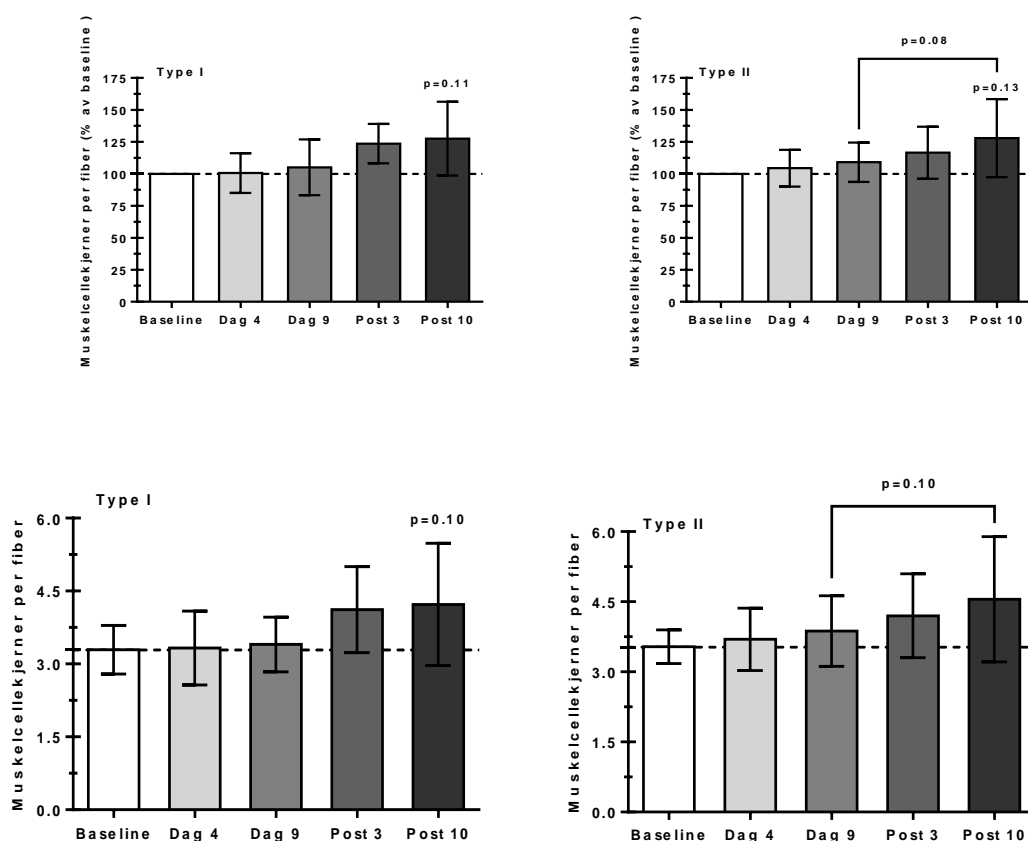 Muskelcellekjerner per fiber (% av baseline )
Type I
p=0.11
175
150
125
100
75
50
25
0
Baseline Dag 4 Dag 9 Post 3 Post 10
Muskelcellekjerner per fiber (% av baseline )
Type II
p=0.08
p=0.13
175
150
125
100
75
50
25
0
Baseline Dag 4 Dag 9 Post 3 Post 10
Muskelcellekjerner per fiber
Type I
p=0.10
6.0
4.5
3.0
1.5
0.0
Baseline Dag 4 Dag 9 Post 3 Post 10
Muskelcellekjerner per fiber
Type II
p=0.10
6.0
4.5
3.0
1.5
0.0
Baseline Dag 4 Dag 9 Post 3 Post 10